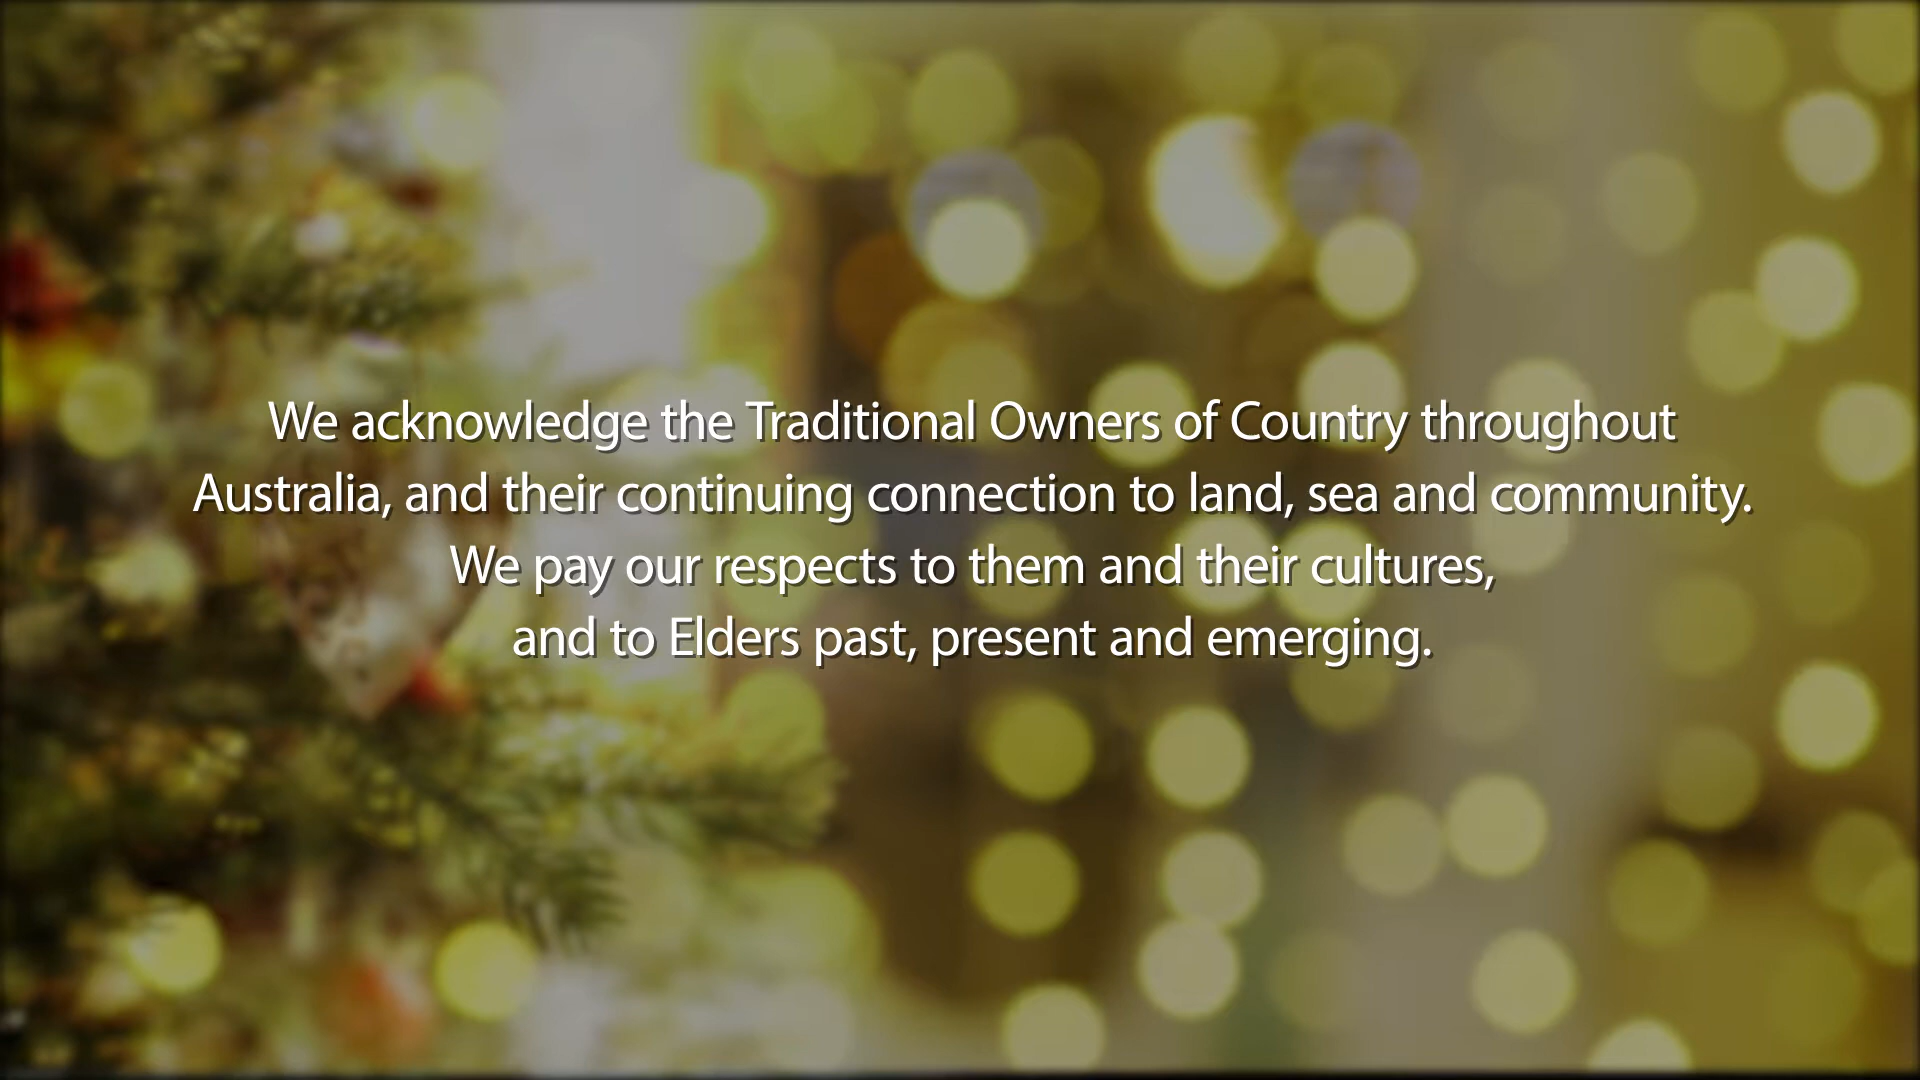 We acknowledge the Traditional Owners of Country throughout
Australia, and their continuing connection to land, sea and community.
We pay our respects to them and their cultures,
and to Elders past, present and emerging.